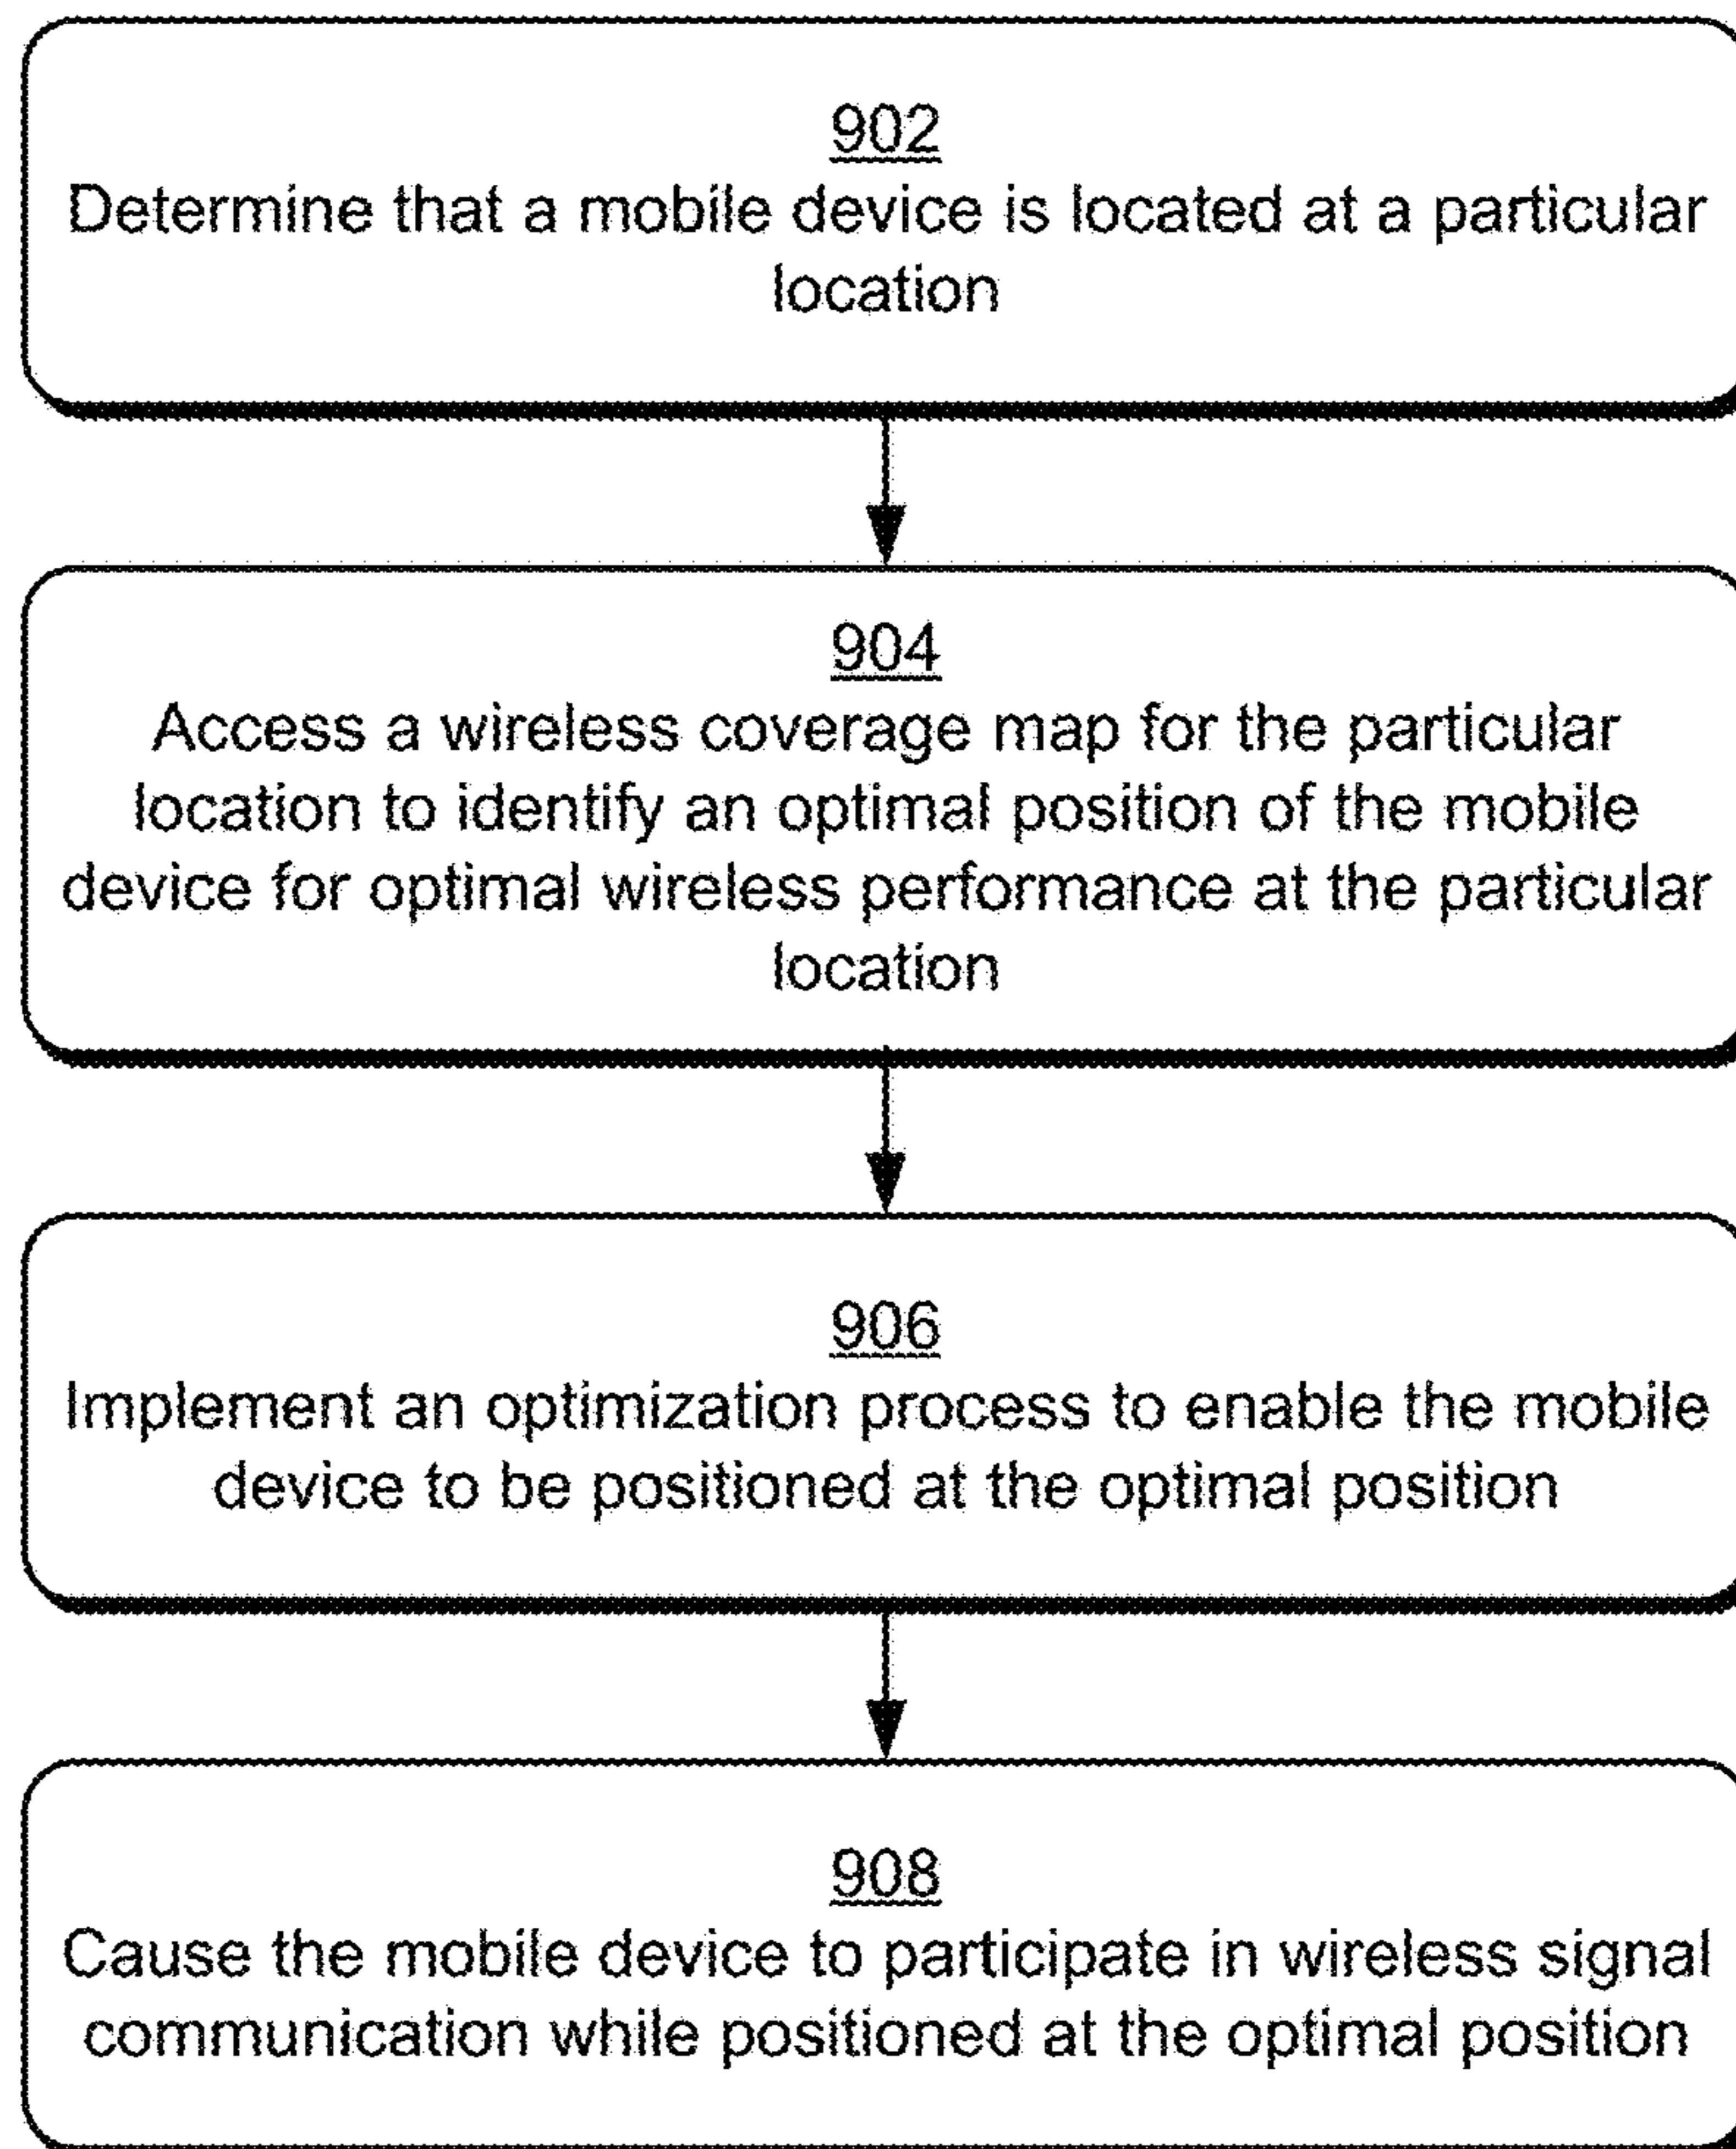 902
Determine that a mobile device is located at a particular
location
904
Access a wireless coverage map for the particular
location to identify an optimal position of the mobile
device for optimal wireless performance at the particular
location
906
Implement an optimization process to enable the mobile
device to be positioned at the optimal position
908
Cause the mobile device to participate in wireless signal
communication while positioned at the optimal position